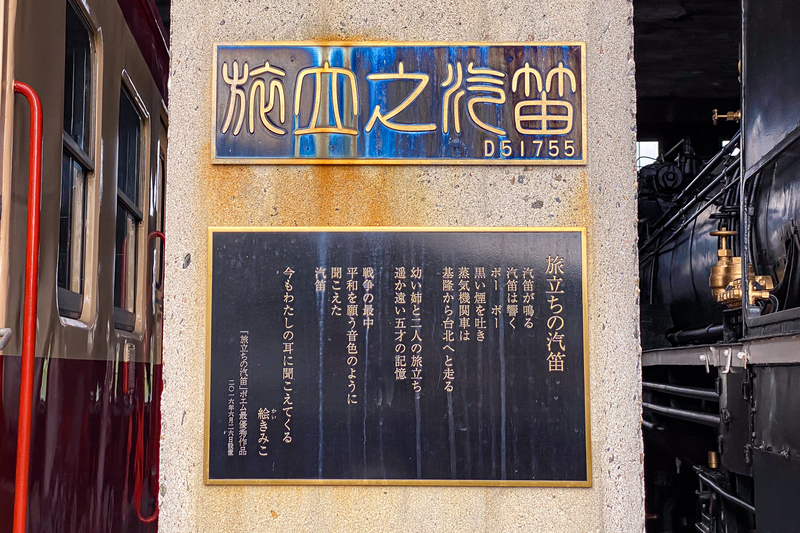 旅立之汽笛
D51755
旅立ちの汽笛
汽笛が鳴る
汽笛は響く
ボー　ボー
黒い煙を吐き
蒸気機関車は
基隆から台北へと走る
幼い姉と二人の旅立ち
遥か遠い五才の記憶
戦争の最中
平和を願う音色のように
聞こえた
汽笛
今もわたしの耳に聞こえてくる
絵きみこ
かい
「旅立ちの汽笛」ポエム最優秀作品
二〇一六年六月二六日設置